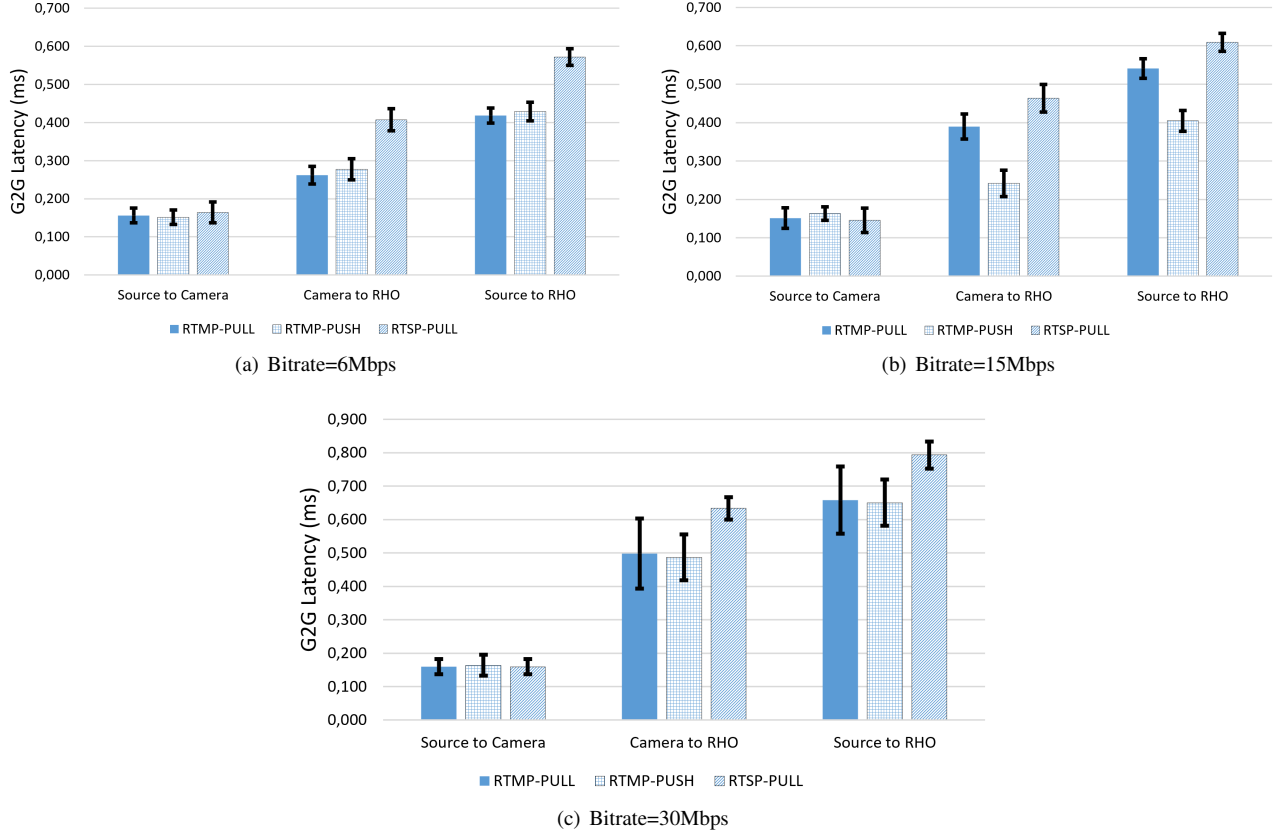 0,700
0,600
0,500
0,400
0,300
0,200
0,100
0,000
G2G Latency (ms)
Source to Camera Camera to RHO Source to RHO
RTMP-PULL RTMP-PUSH RTSP-PULL
(a) Bitrate=6Mbps
0,700
0,600
0,500
0,400
0,300
0,200
0,100
0,000
G2G Latency (ms)
Source to Camera Camera to RHO Source to RHO
RTMP-PULL RTMP-PUSH RTSP-PULL
(b) Bitrate=15Mbps
0,900
0,800
0,700
0,600
0,500
0,400
0,300
0,200
0,100
0,000
G2G Latency (ms)
Source to Camera Camera to RHO Source to RHO
RTMP-PULL RTMP-PUSH RTSP-PULL
(c) Bitrate=30Mbps